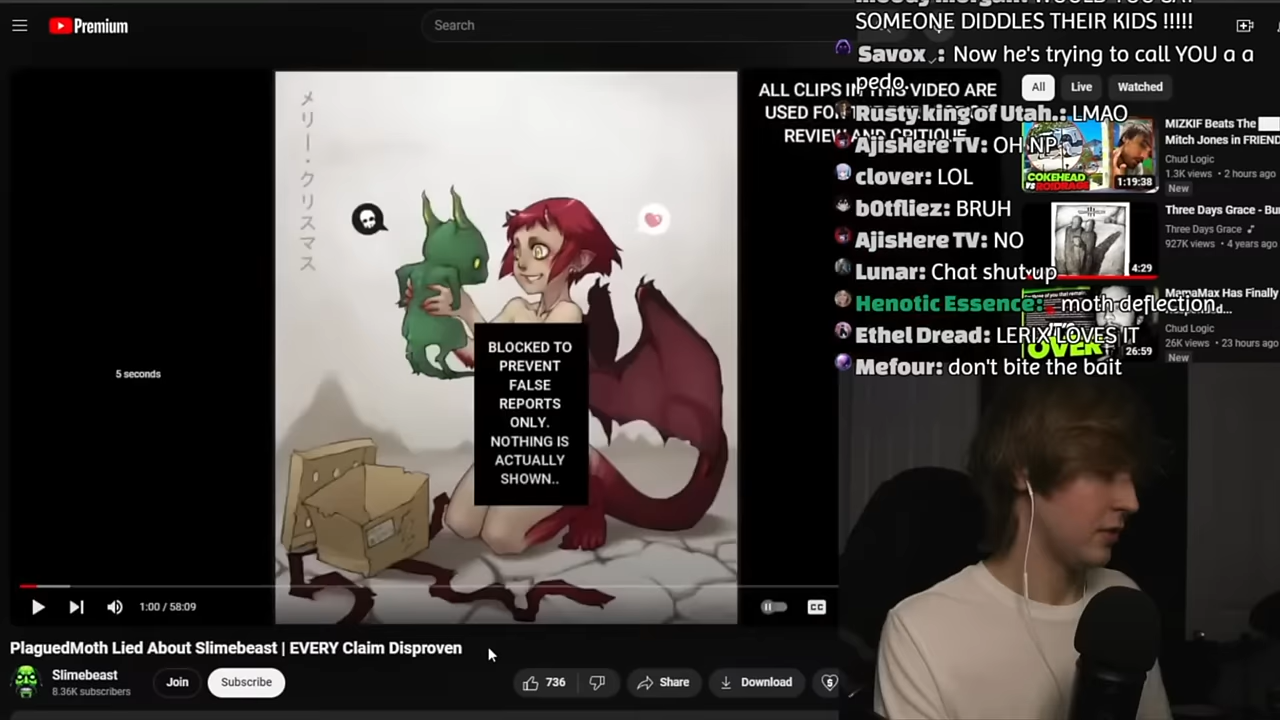 Premium
Search
SOMEONE DIDDLES THEIR KIDS !!!!!
Savox: Now he's trying to call YOU a a
pedo.
Rusty king of Utah.: LMAO
AjisHere TV: OH NP
clover: LOL
b0tfliez: BRUH
AjisHere TV: NO
Lunar: Chat shut up
Henotic Essence: moth deflection
Ethel Dread: LERIX LOVES IT
Mefour: don't bite the bait
All
Live
Watched
ALL CLIPS IN THIS VIDEO ARE
USED FO
REVIEW AND CRITIQUE
メリー・クリスマス
5 seconds
BLOCKED TO
PREVENT
FALSE
REPORTS
ONLY.
NOTHING IS
ACTUALLY
SHOWN..
MIZKIF Beats The
Mitch Jones in FRIEND
Chud Logic
1.3K views • 2 hours ago
New
COKEHEAD
VS ROIDRAGE
1:19:38
Three Days Grace - Bu
Three Days Grace
927K views • 4 years ago
4:29
MamaMax Has Finally
Chud Logic
26K views • 23 hours ago
New
OVER
26:59
1:00 / 58:09
CC
PlaguedMoth Lied About Slimebeast | EVERY Claim Disproven
Slimebeast
8.36K subscribers
Join
Subscribe
736
Share
Download